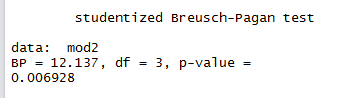 studentized Breusch-Pagan test
data:  mod2
BP = 12.137, df = 3, p-value =
0.006928